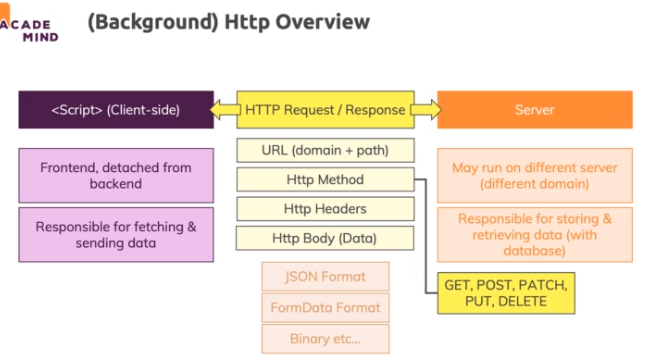 ACADE
MIND
(Background) Http Overview
<Script> (Client-side)
HTTP Request / Response
Server
Frontend, detached from
backend
Responsible for fetching &
sending data
URL (domain + path)
Http Method
Http Headers
Http Body (Data)
JSON Format
FormData Format
Binary etc...
May run on different server
(different domain)
Responsible for storing &
retrieving data (with
database)
GET, POST, PATCH,
PUT, DELETE